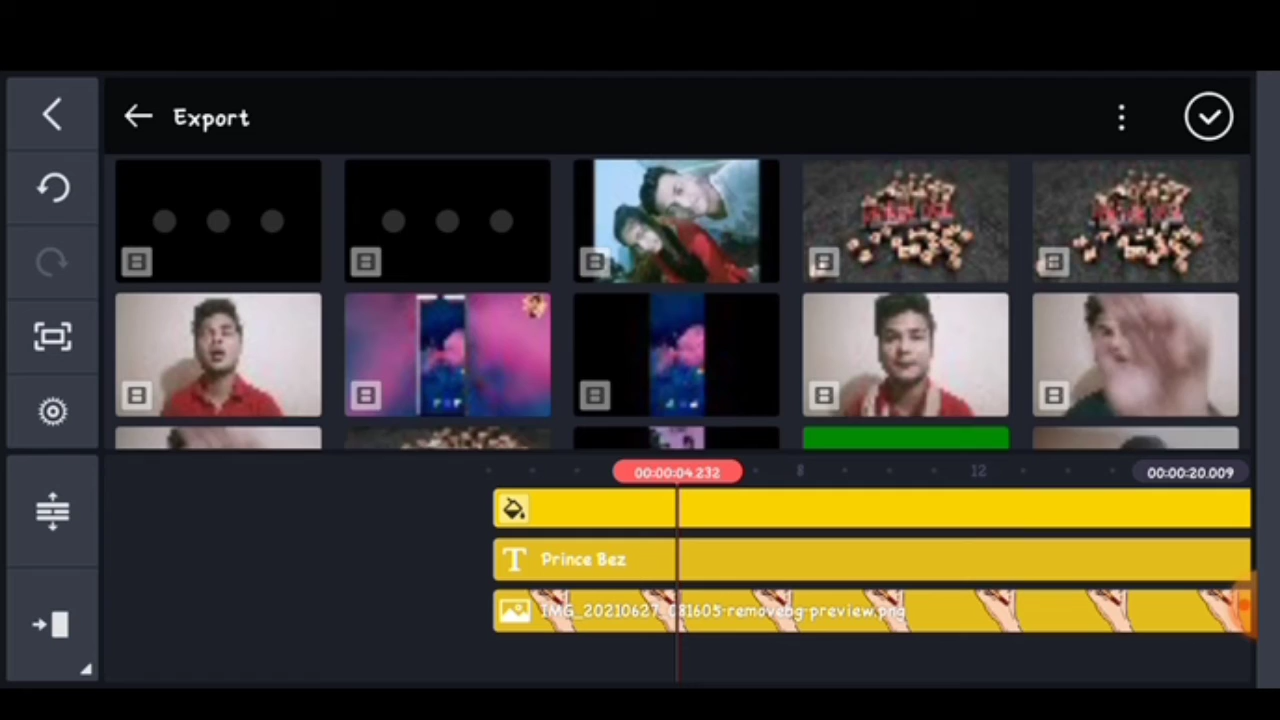 Export
00:00:04.232
8
12
00:00:20.009
Prince Bez
IMG_20210627_081605-removebg-preview.png